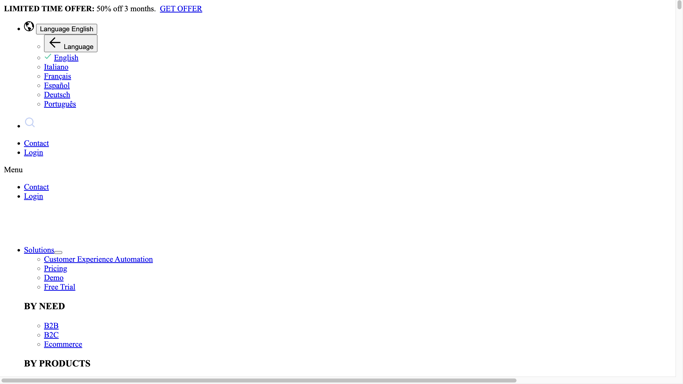 LIMITED TIME OFFER: 50% off 3 months. GET OFFER
Language English
Language
English
Italiano
Français
Español
Deutsch
Português
Contact
Login
Menu
Contact
Login
Solutions
Customer Experience Automation
Pricing
Demo
Free Trial
BY NEED
B2B
B2C
Ecommerce
BY PRODUCTS